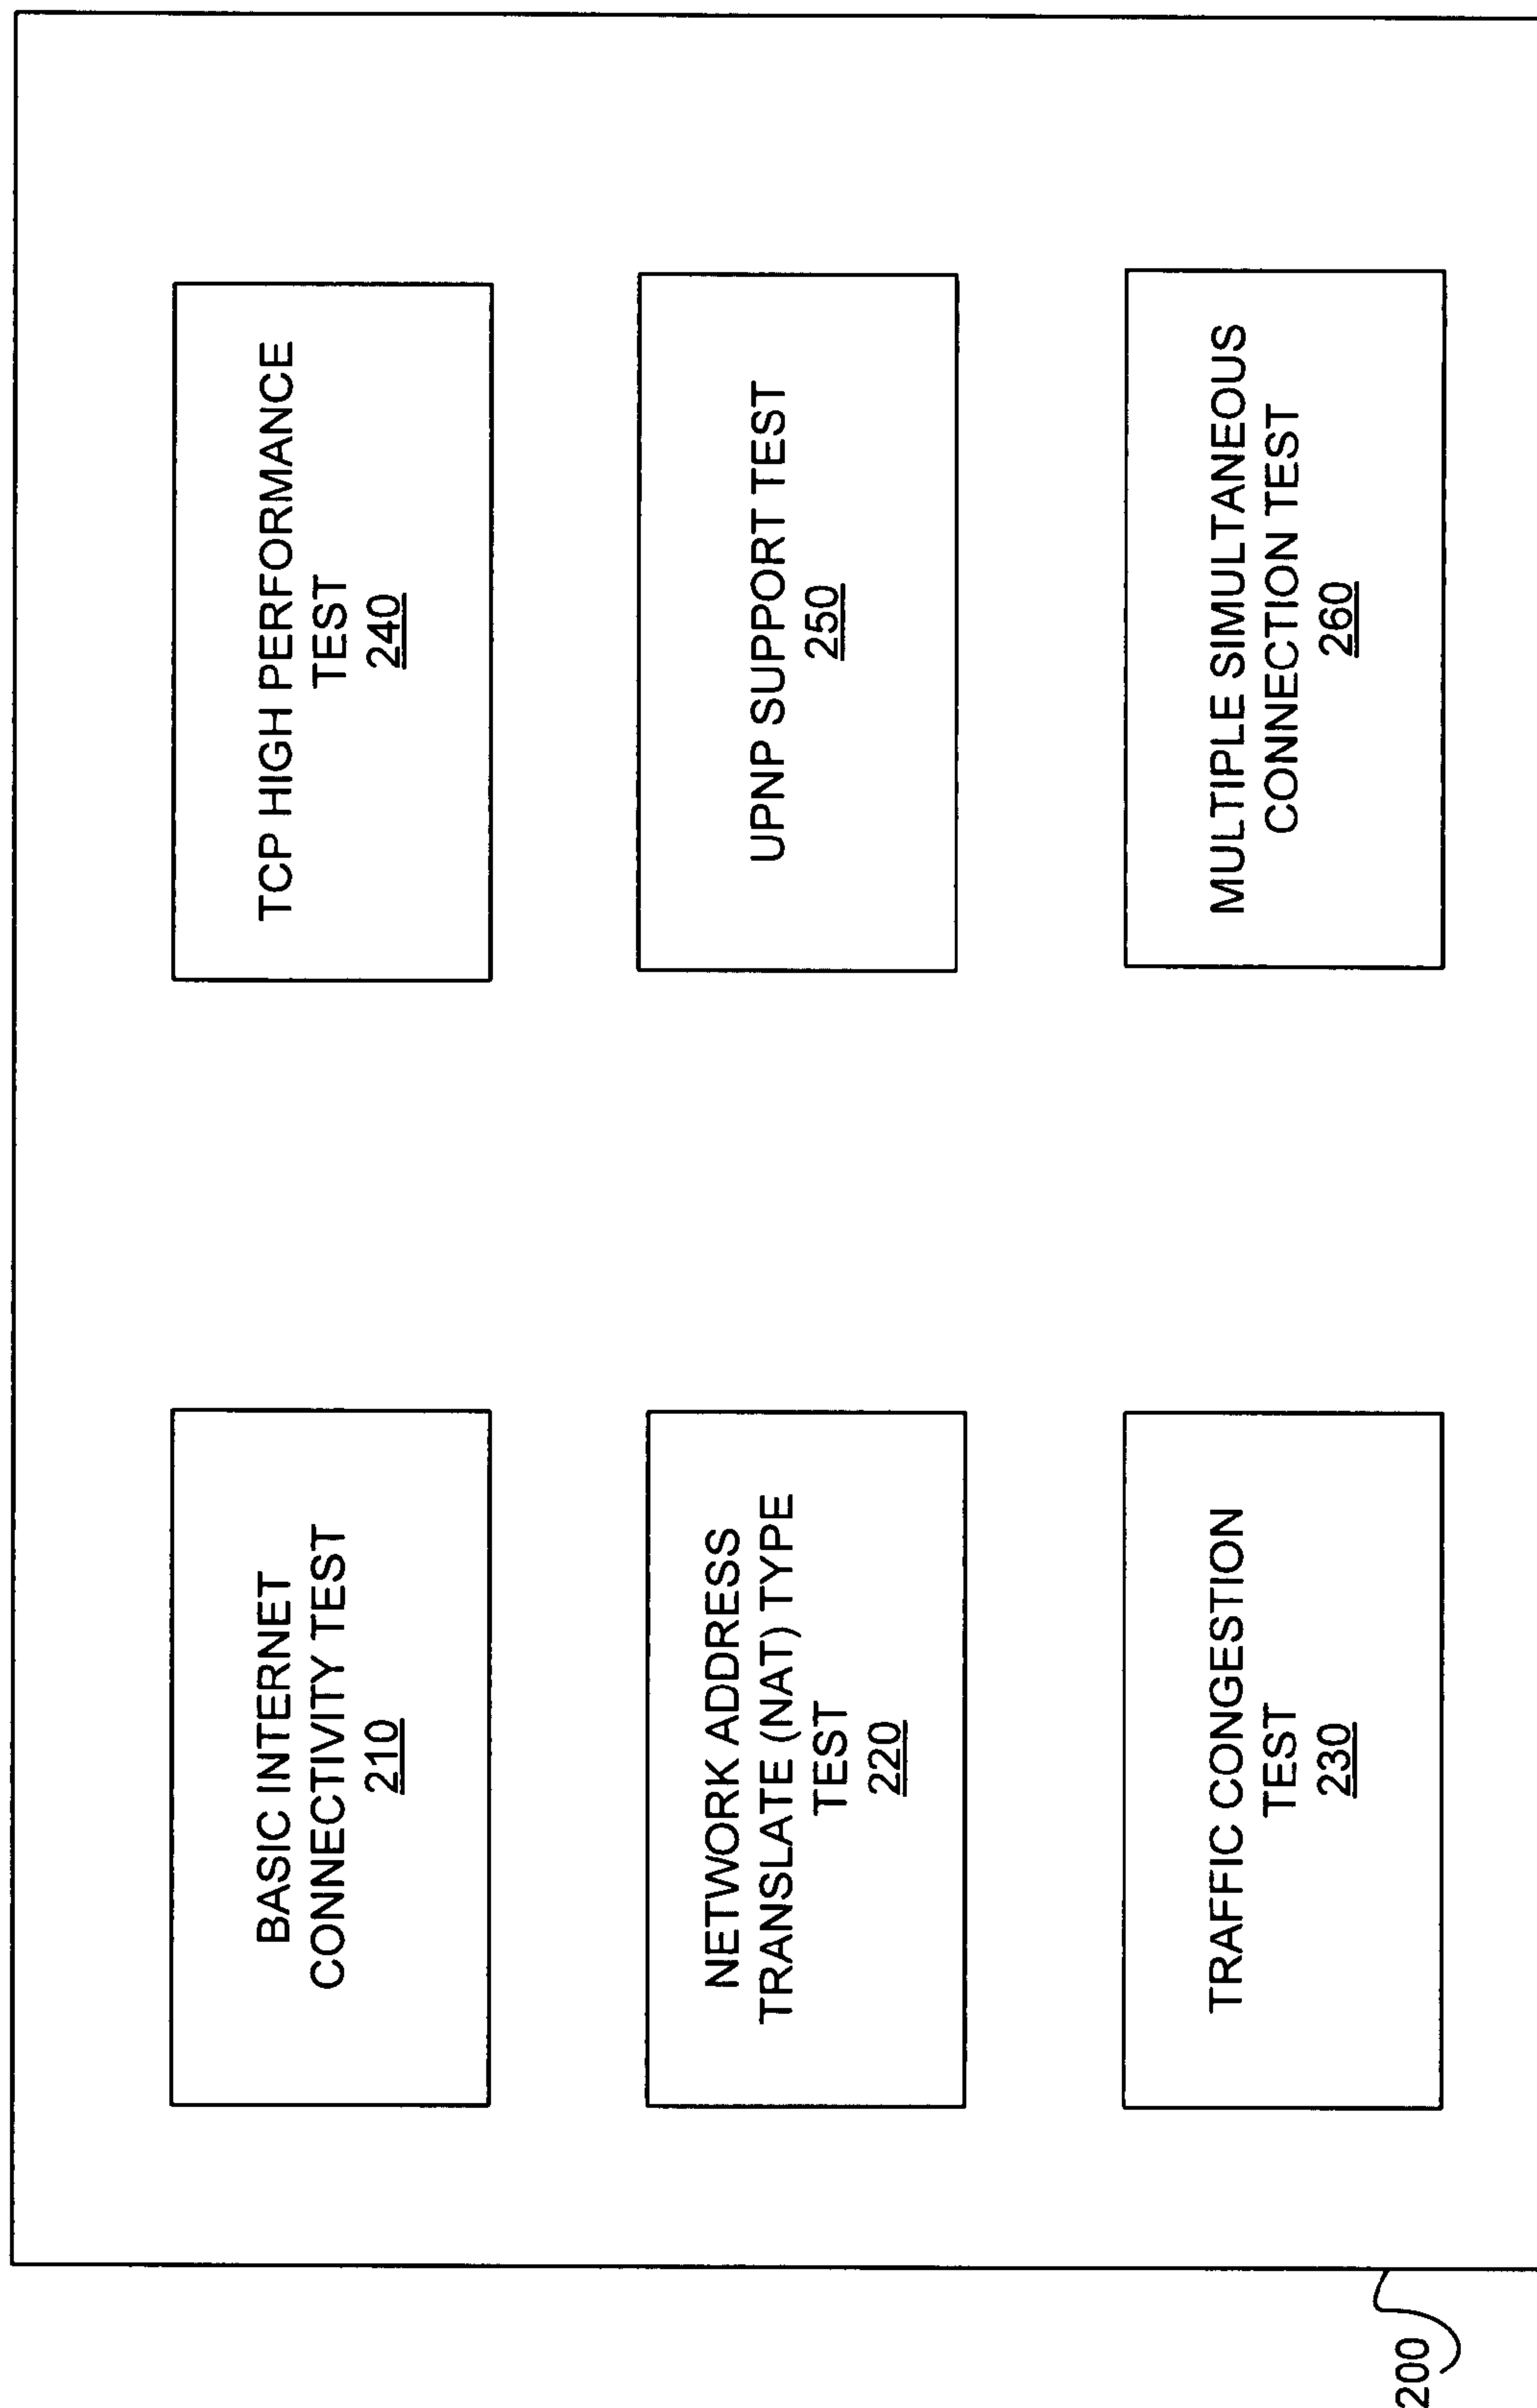 BASIC INTERNET
CONNECTIVITY TEST
210
NETWORK ADDRESS
TRANSLATE (NAT) TYPE
TEST
220
TRAFFIC CONGESTION
TEST
230
TCP HIGH PERFORMANCE
TEST
240
UPNP SUPPORT TEST
250
MULTIPLE SIMULTANEOUS
CONNECTION TEST
260
200